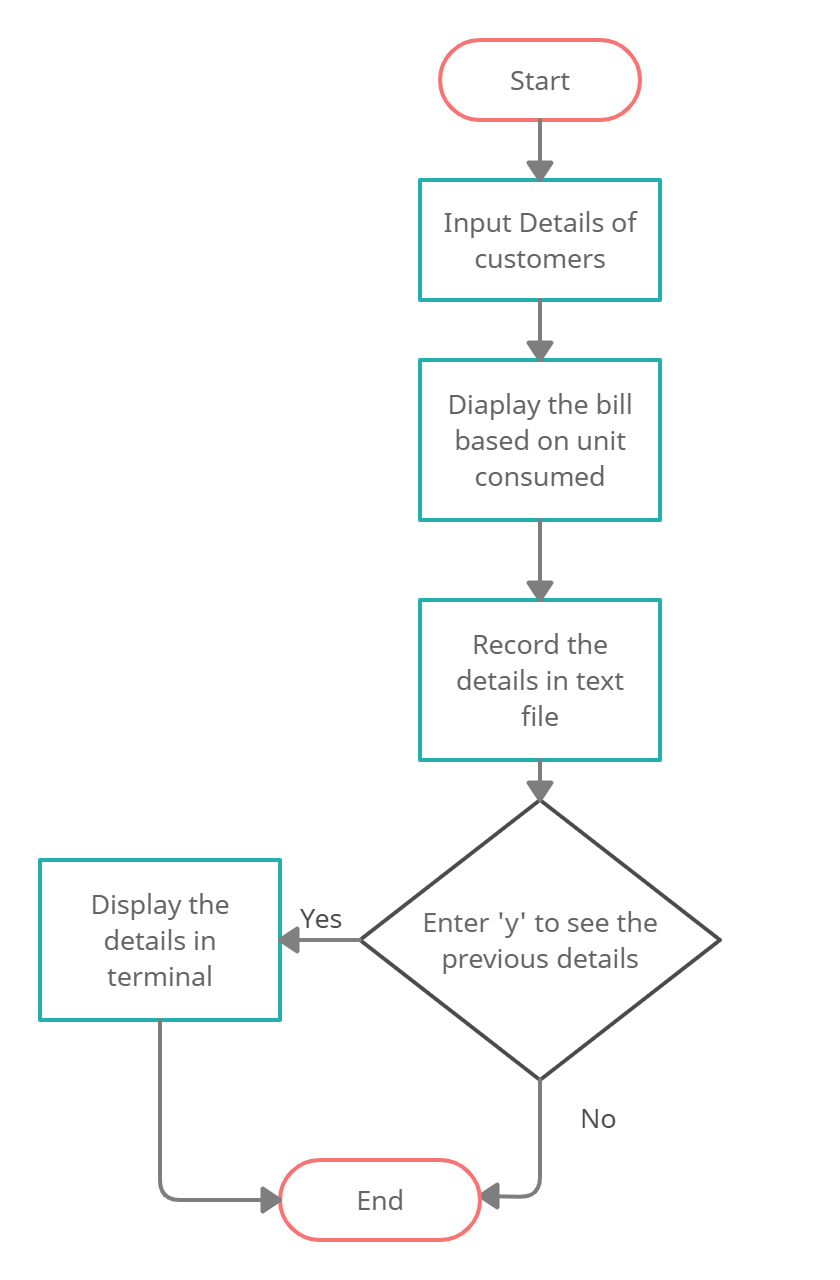 Start
Input Details of
customers
Diaplay the bill
based on unit
consumed
Record the
details in text
file
Enter 'y' to see the
previous details
Yes
Display the
details in
terminal
No
End